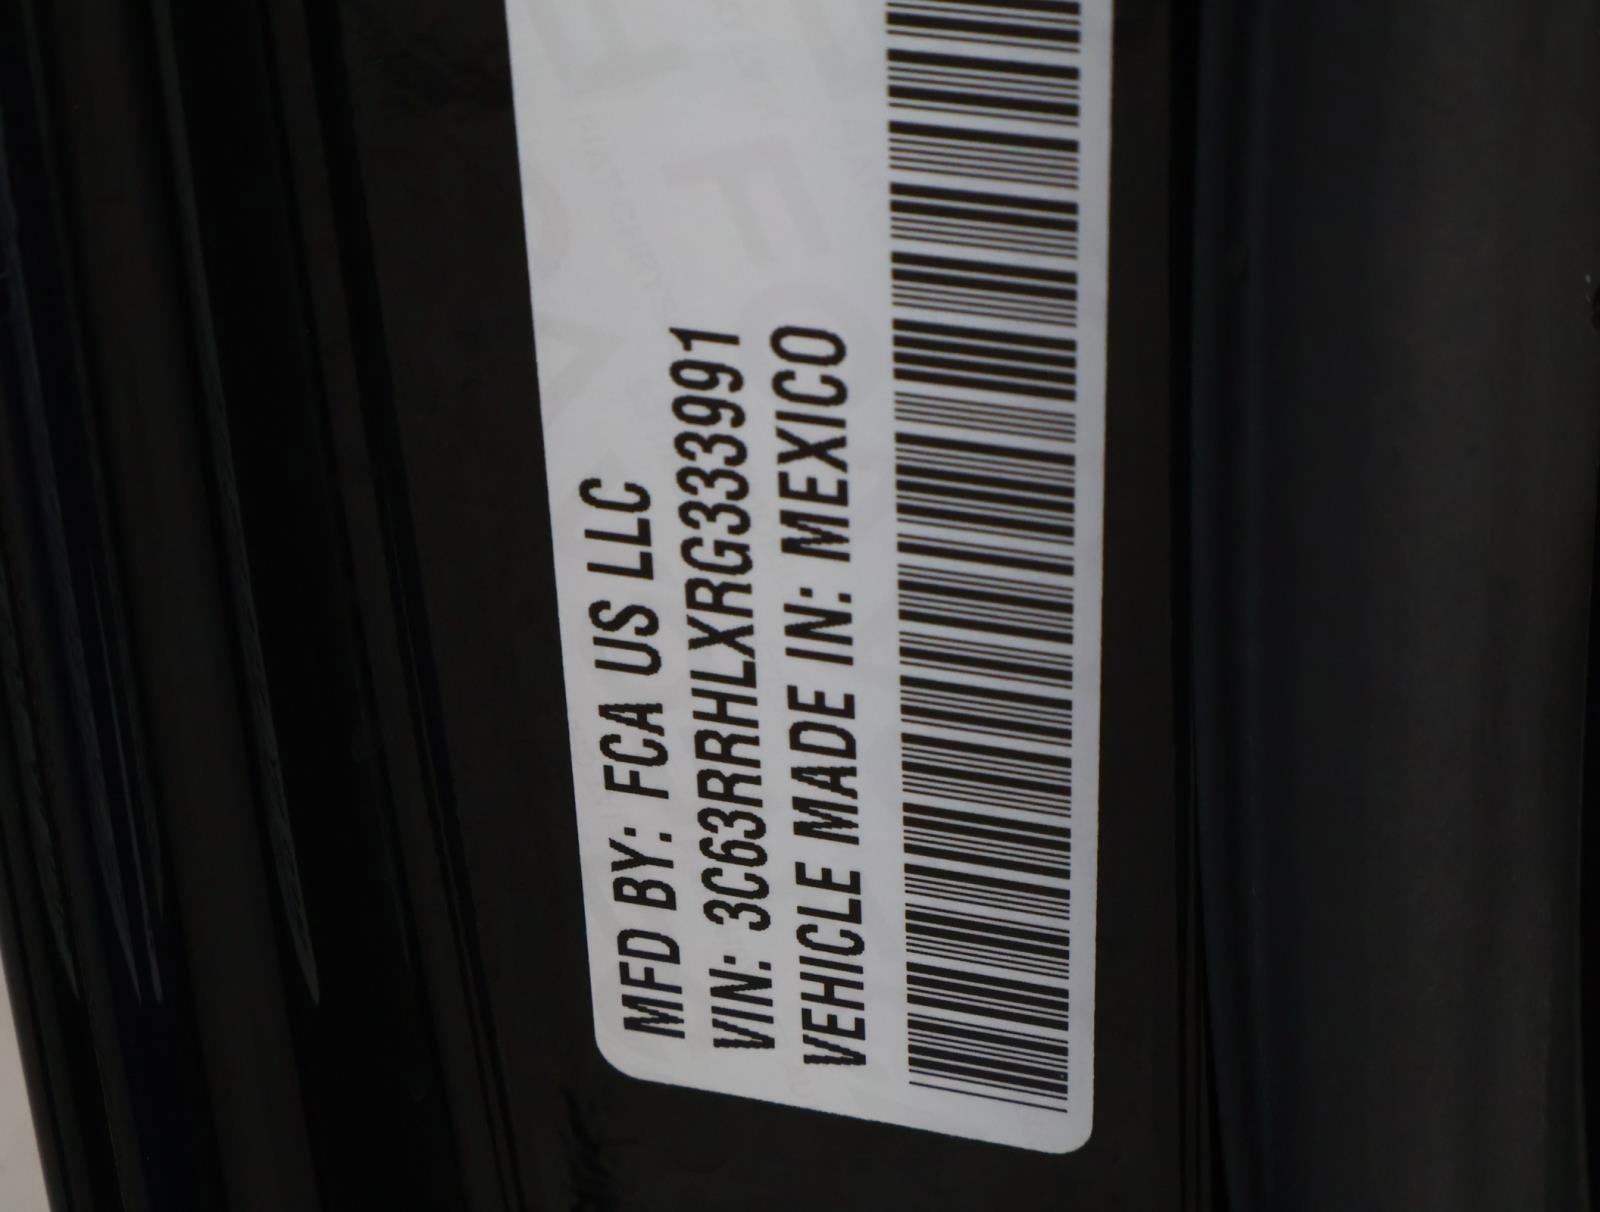 MFD BY: FCA US LLC
VIN: 3C63RRHLXRG333991
VEHICLE MADE IN: MEXICO